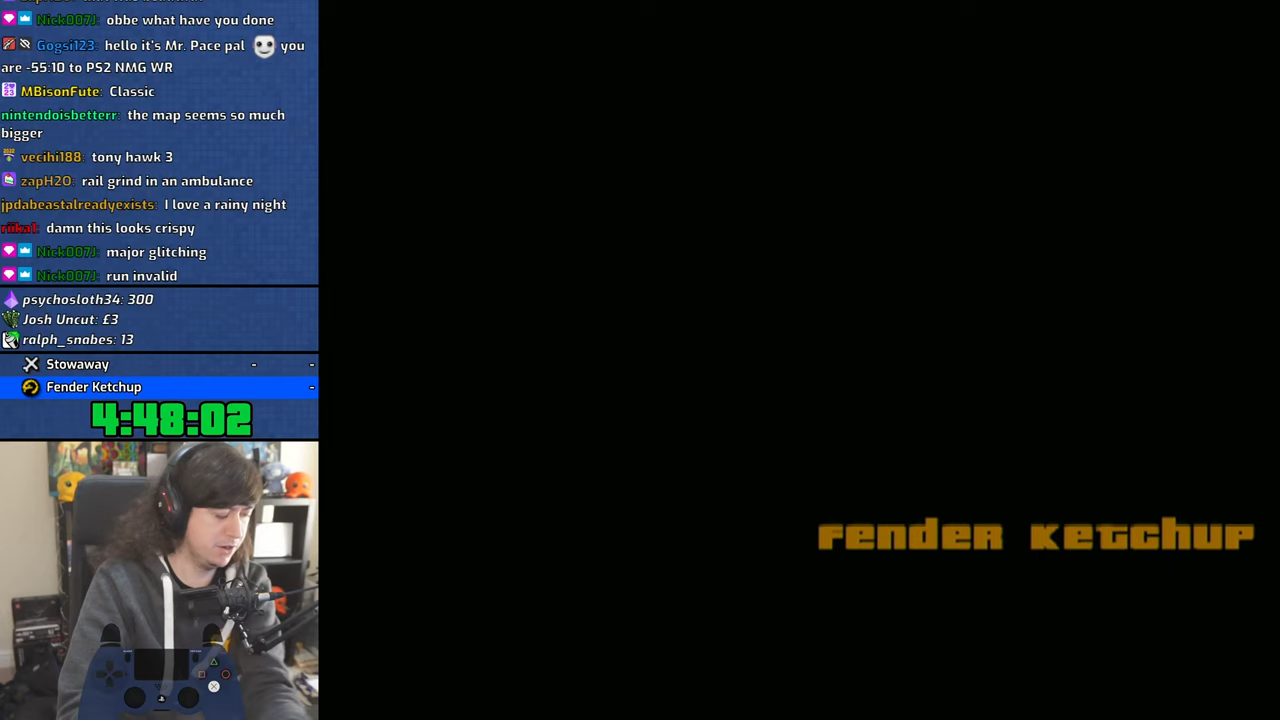 Nick007J: obbe what have you done
Gogsi123: hello it's Mr. Pace pal you
are -55:10 to PS2 NMG WR
MBisonFute: Classic
nintendoisbetterr: the map seems so much
bigger
vecihi188: tony hawk 3
zapH2O: rail grind in an ambulance
jpdabeastalreadyexists: I love a rainy night
riikaT: damn this looks crispy
Nick007J: major glitching
Nick007J: run invalid
psychosloth34: 300
Josh Uncut: £3
ralph_snabes: 13
Stowaway - -
Fender Ketchup -
4:48:02
Fender Ketchup